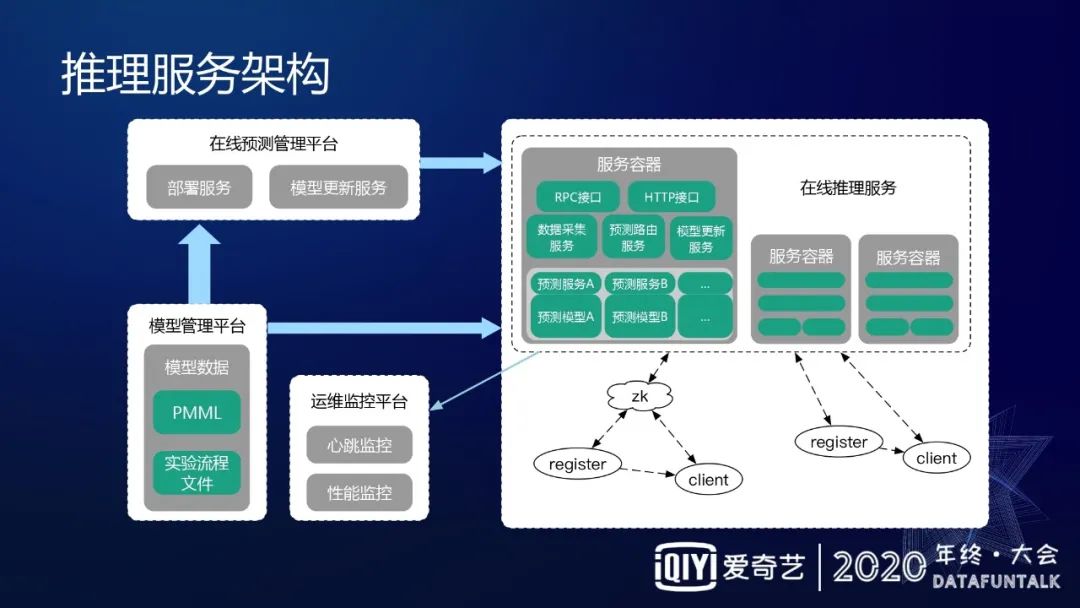 推理服务架构
在线预测管理平台
部署服务
模型更新服务
模型管理平台
模型数据
PMML
实验流程
文件
运维监控平台
心跳监控
性能监控
服务容器
RPC接口
HTTP接口
数据采集
服务
预测路由
服务
模型更新
服务
预测服务A
预测服务B
...
预测模型A
预测模型B
...
在线推理服务
服务容器
服务容器
zk
register
client
register
client
iQIYI 爱奇艺
2020 年终·大会
DATAFUNTALK